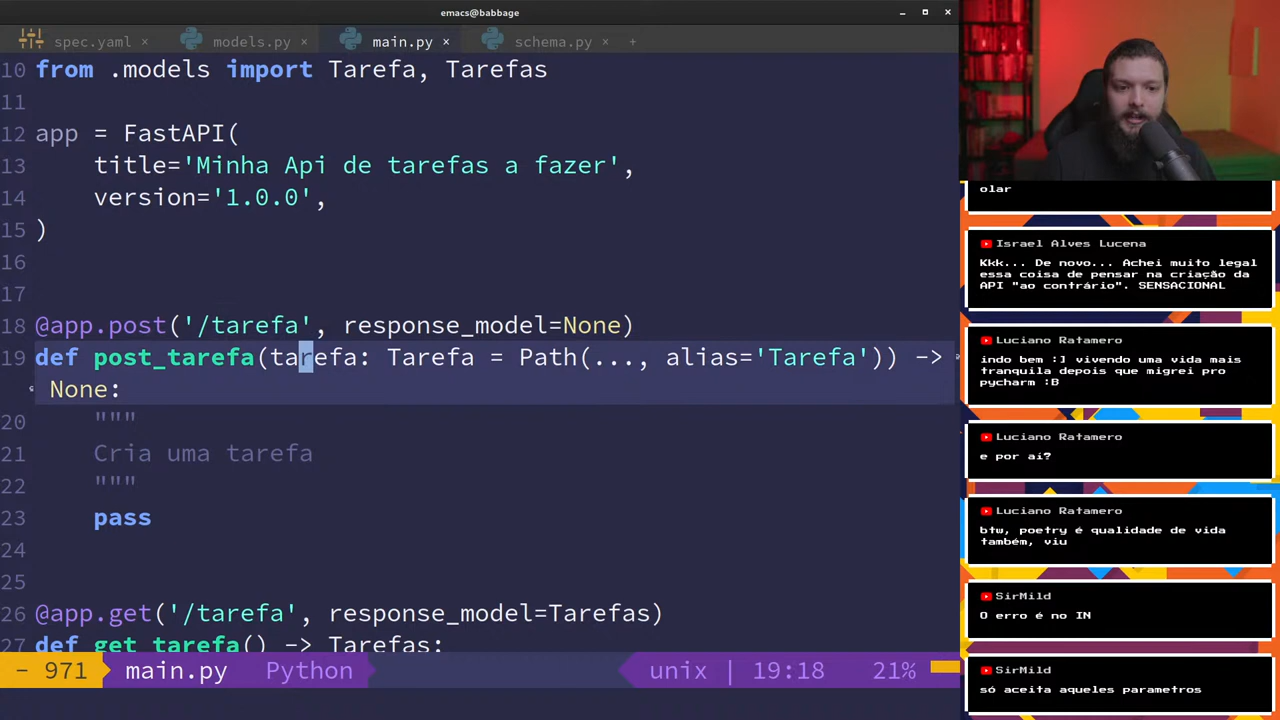 emacs@babbage
spec.yaml ×
models.py ×
main.py ×
schema.py ×
+
10 from .models import Tarefa, Tarefas
11
12 app = FastAPI(
13 title='Minha Api de tarefas a fazer',
14 version='1.0.0',
15 )
16
17
18 @app.post('/tarefa', response_model=None)
19 def post_tarefa(tarefa: Tarefa = Path(..., alias='Tarefa')) ->
None:
20 """
21 Cria uma tarefa
22 """
23 pass
24
25
26 @app.get('/tarefa', response_model=Tarefas)
27 def get_tarefa() -> Tarefas:
- 971 main.py Python unix | 19:18 21%
olar
Israel Alves Lucena
Kkk... De novo... Achei muito legal
essa coisa de pensar na criação da
API "ao contrário". SENSACIONAL
Luciano Ratamero
indo bem :] vivendo uma vida mais
tranquila depois que migrei pro
pycharm :B
Luciano Ratamero
e por aí?
Luciano Ratamero
btw, poetry é qualidade de vida
também, viu
SirMild
O erro é no IN
SirMild
só aceita aqueles parametros